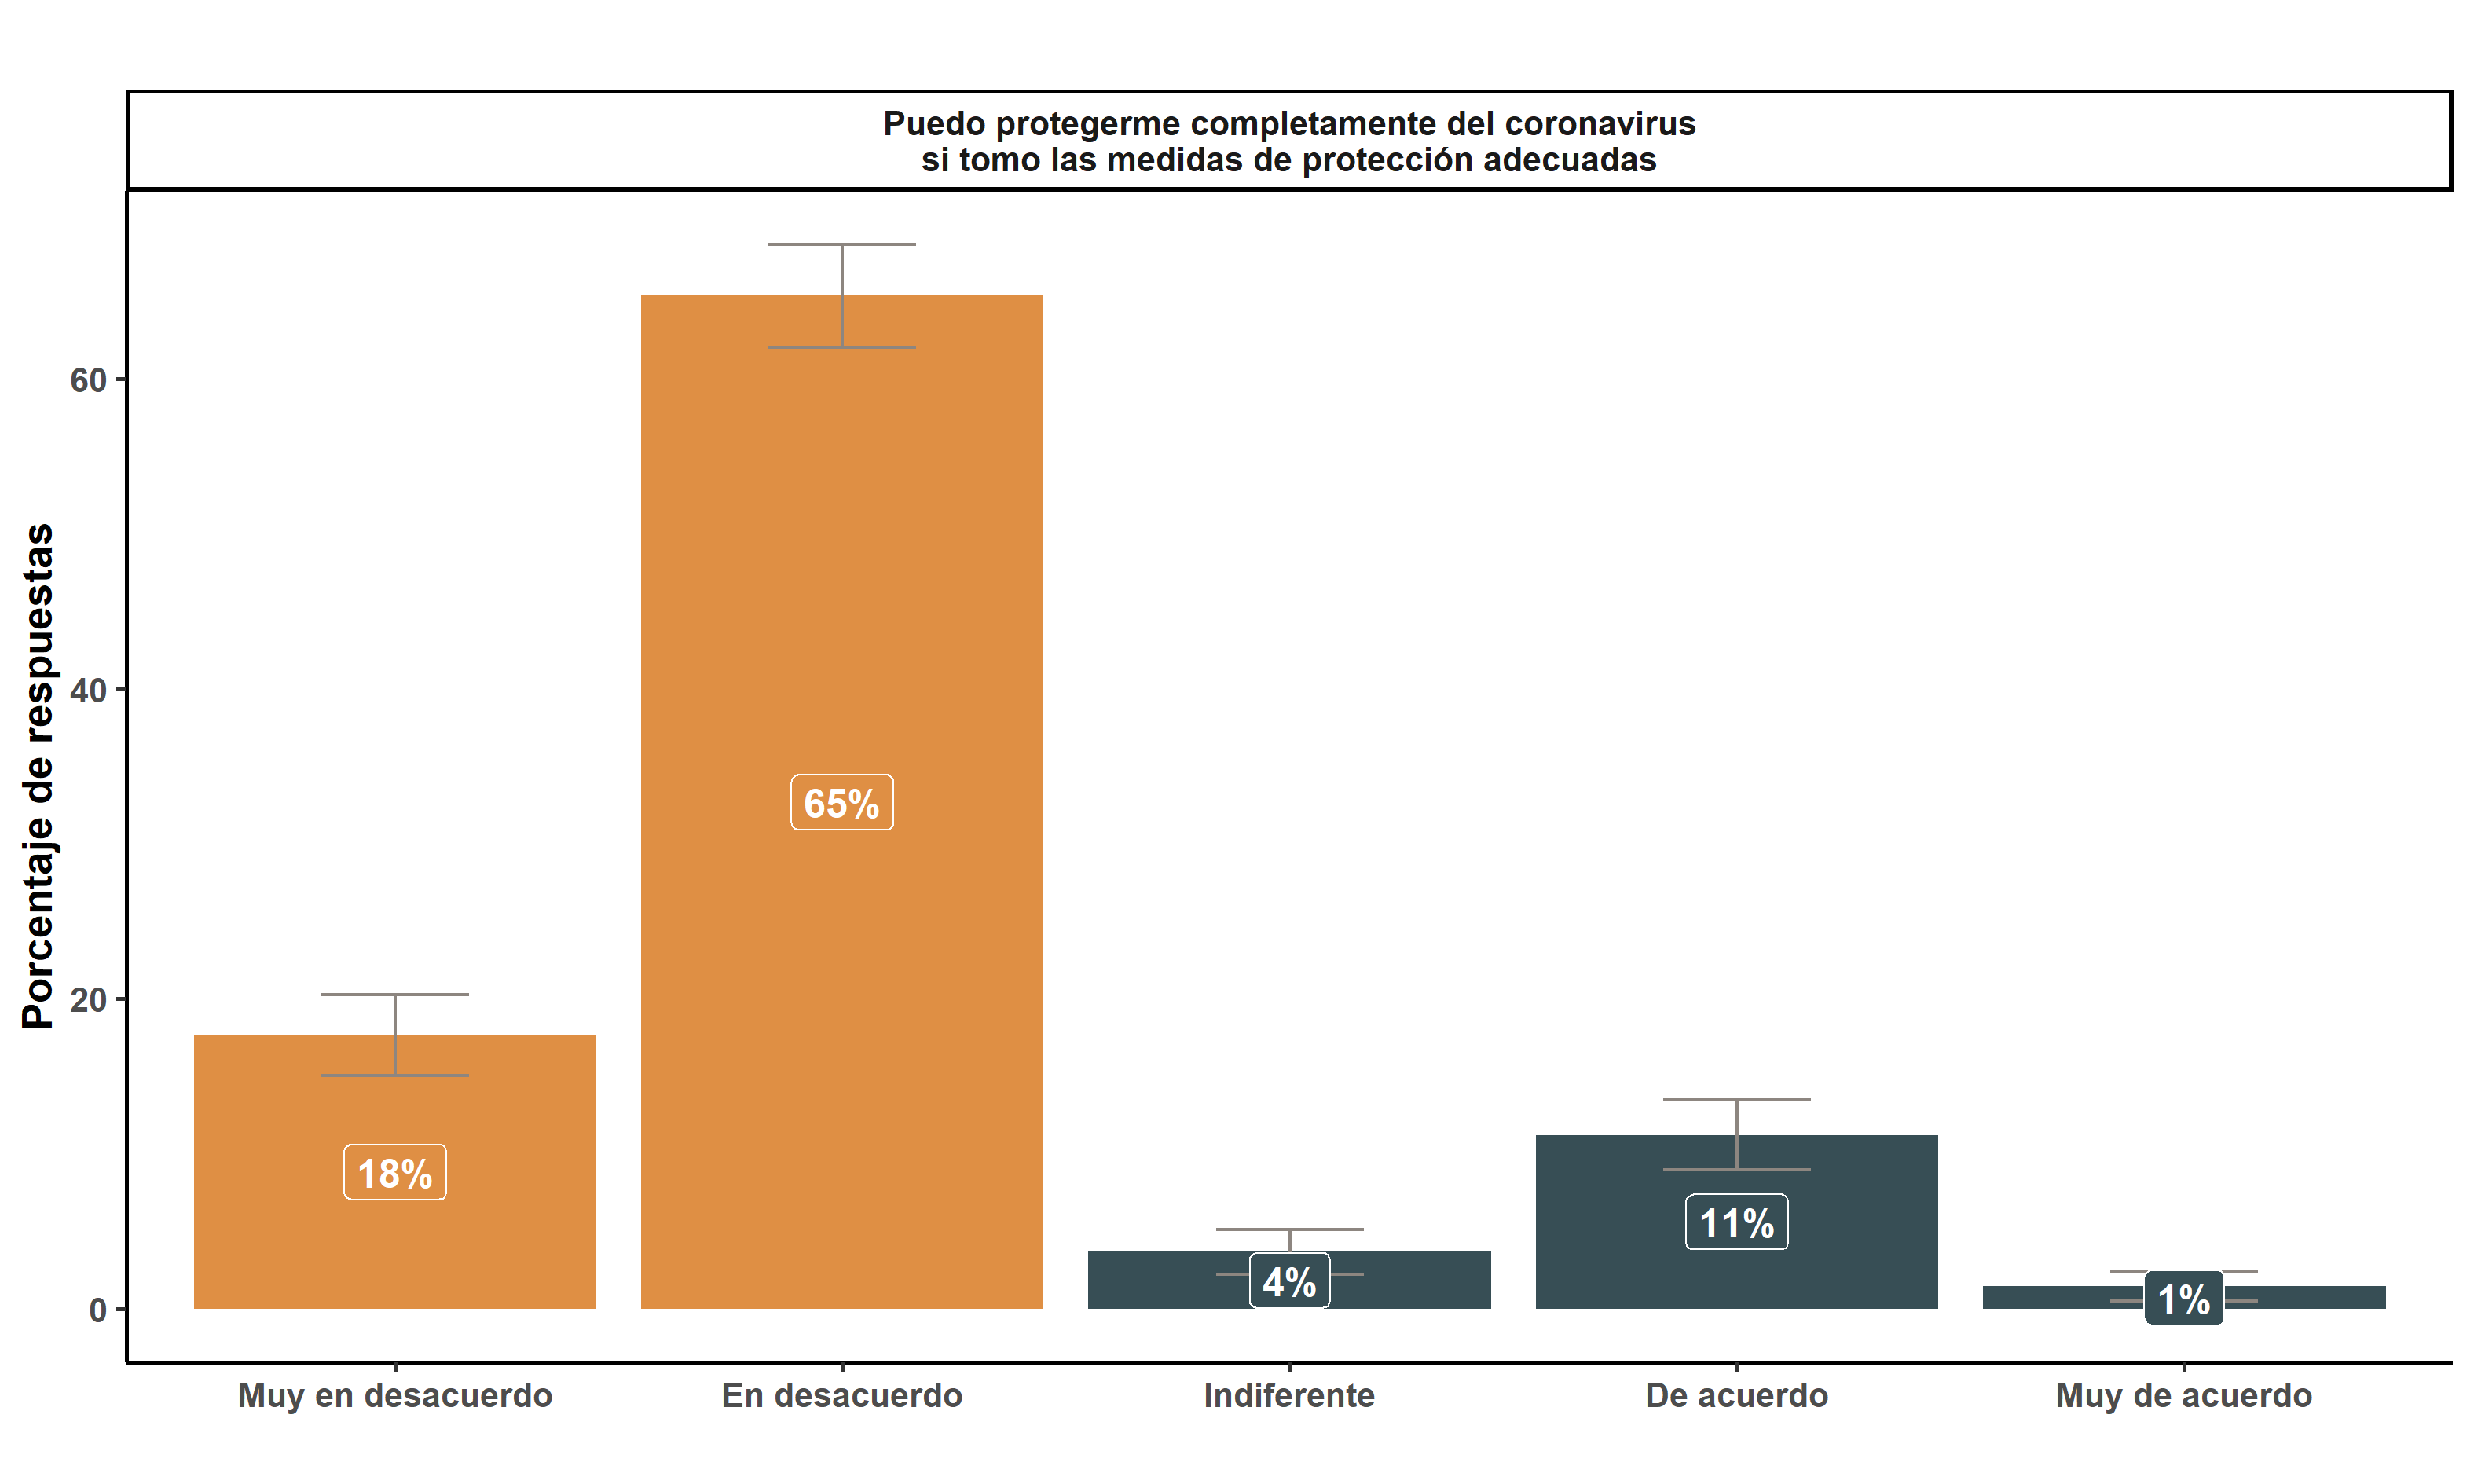 Puedo protegerme completamente del coronavirus
si tomo las medidas de protección adecuadas
Porcentaje de respuestas
60
40
20
0
18%
65%
4%
11%
1%
Muy en desacuerdo
En desacuerdo
Indiferente
De acuerdo
Muy de acuerdo